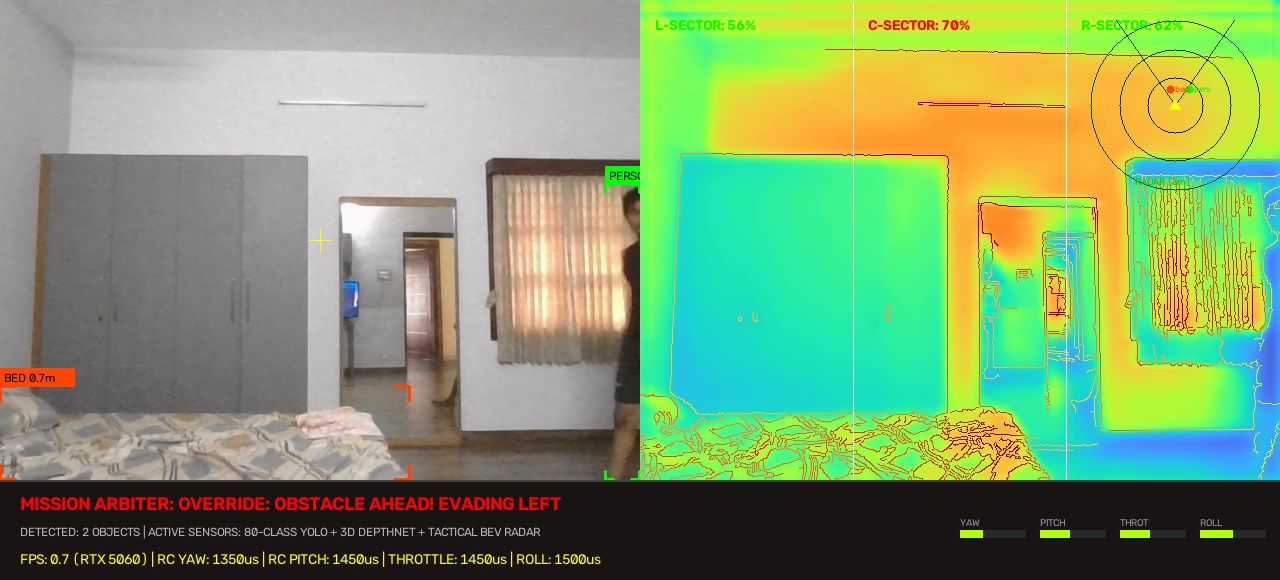 L-SECTOR: 56%
C-SECTOR: 70%
R-SECTOR: 62%
BED 0.7m
MISSION ARBITER: OVERRIDE: OBSTACLE AHEAD! EVADING LEFT
DETECTED: 2 OBJECTS | ACTIVE SENSORS: 80-CLASS YOLO + 3D DEPTHNET + TACTICAL BEV RADAR
FPS: 0.7 (RTX 5060) | RC YAW: 1350us | RC PITCH: 1450us | THROTTLE: 1450us | ROLL: 1500us
YAW
PITCH
THROT
ROLL